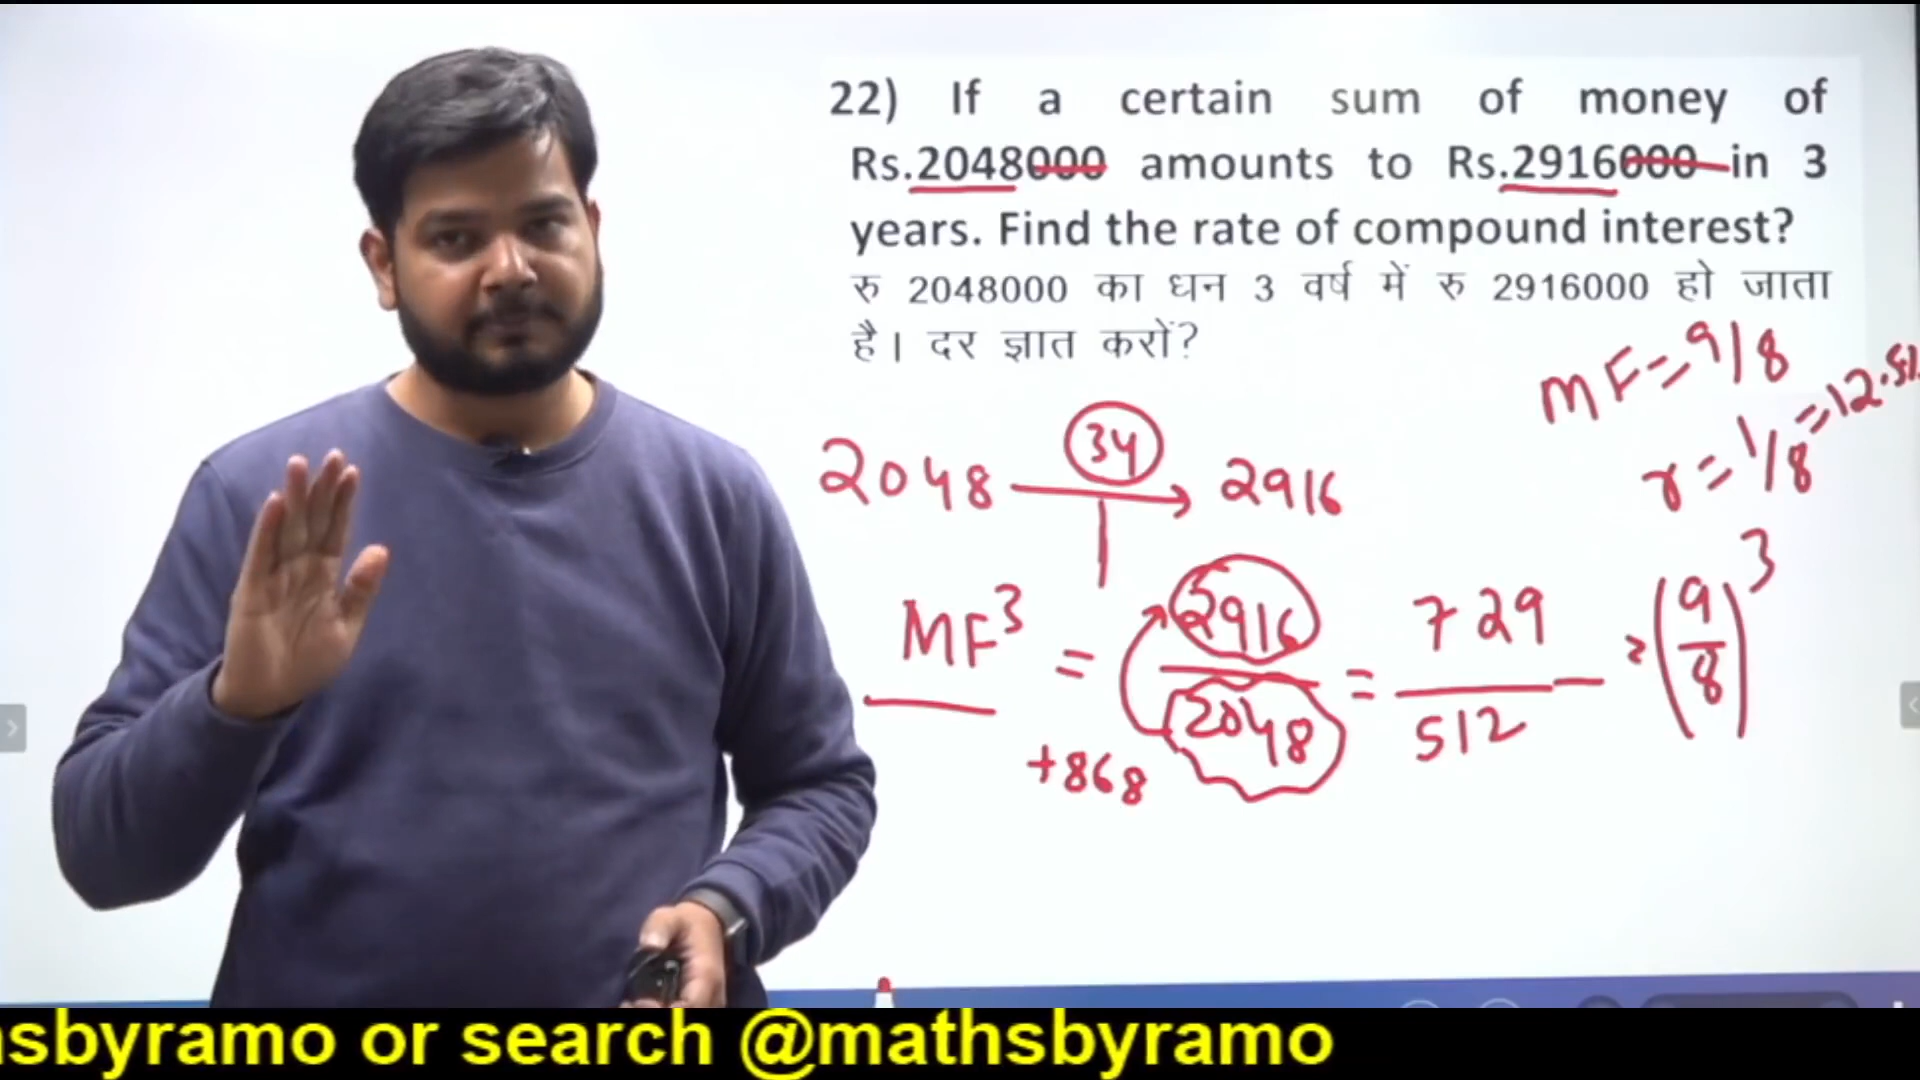 22) If a certain sum of money of
Rs.2048000 amounts to Rs.2916000 in 3
years. Find the rate of compound interest?
रु 2048000 का धन 3 वर्ष में रु 2916000 हो जाता
है। दर ज्ञात करों?
MF=9/8
r=1/8=12.5%
2048 3y 2916
MF³ = 2916/2048 = 729/512 = (9/8)³
+868
msbyramo or search @mathsbyramo